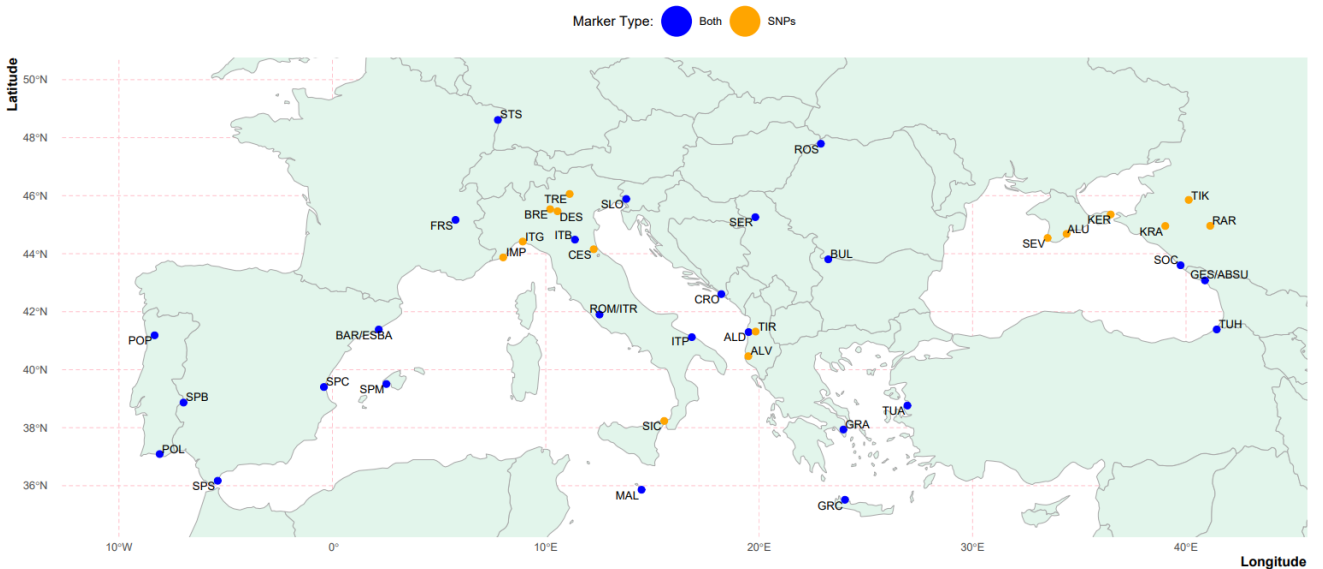 Marker Type: Both SNPs
Latitude
50°N
48°N
46°N
44°N
42°N
40°N
38°N
36°N
STS
ROS
TRE
BRE
DES
SLO
TIK
FRS
ITG
ITB
SER
KER
KRA
RAR
IMP
CES
BUL
SEV
ALU
SOC
GES/ABSU
CRO
ROM/ITR
POP
BAR/ESBA
ITP
ALD
TIR
TUH
ALV
SPB
SPC
SPM
TUA
SIC
GRA
POL
SPS
MAL
GRC
10°W
0°
10°E
20°E
30°E
40°E
Longitude